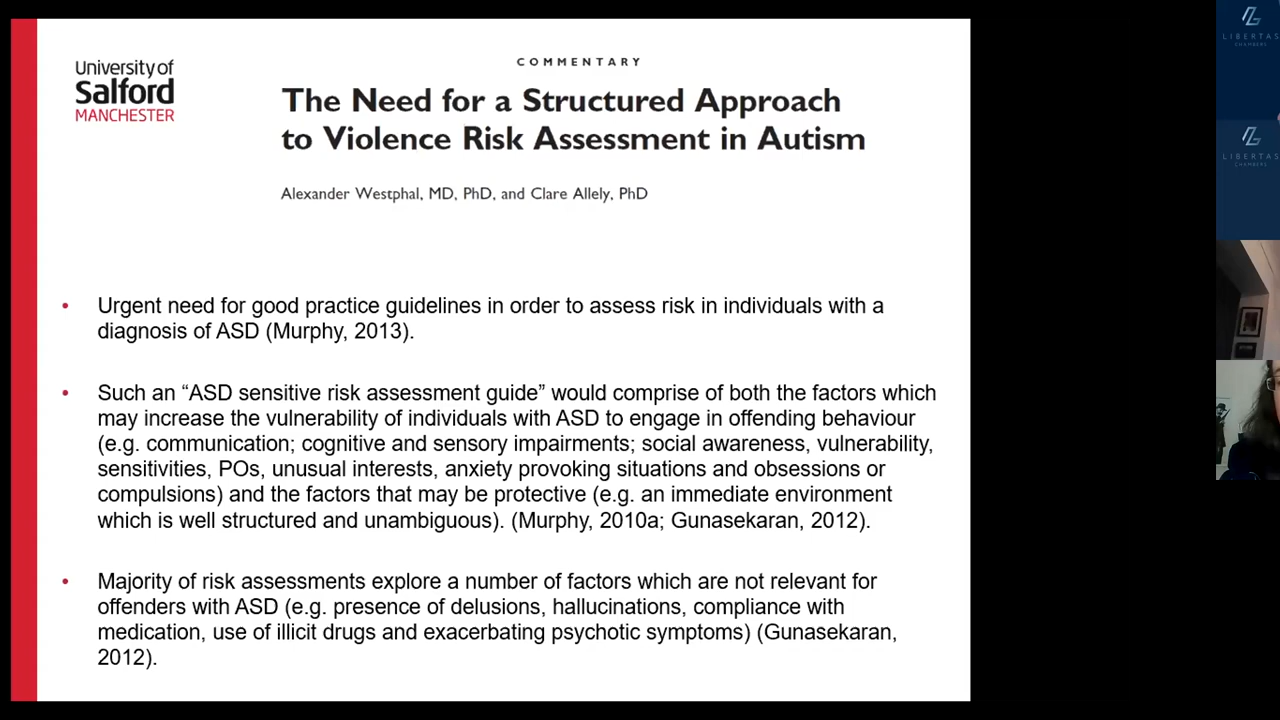 University of
Salford
MANCHESTER
COMMENTARY
The Need for a Structured Approach
to Violence Risk Assessment in Autism
Alexander Westphal, MD, PhD, and Clare Allely, PhD
• Urgent need for good practice guidelines in order to assess risk in individuals with a
diagnosis of ASD (Murphy, 2013).
• Such an “ASD sensitive risk assessment guide” would comprise of both the factors which
may increase the vulnerability of individuals with ASD to engage in offending behaviour
(e.g. communication; cognitive and sensory impairments; social awareness, vulnerability,
sensitivities, POs, unusual interests, anxiety provoking situations and obsessions or
compulsions) and the factors that may be protective (e.g. an immediate environment
which is well structured and unambiguous). (Murphy, 2010a; Gunasekaran, 2012).
• Majority of risk assessments explore a number of factors which are not relevant for
offenders with ASD (e.g. presence of delusions, hallucinations, compliance with
medication, use of illicit drugs and exacerbating psychotic symptoms) (Gunasekaran,
2012).
LIBERTAS
CHAMBERS
LIBERTAS
CHAMBERS